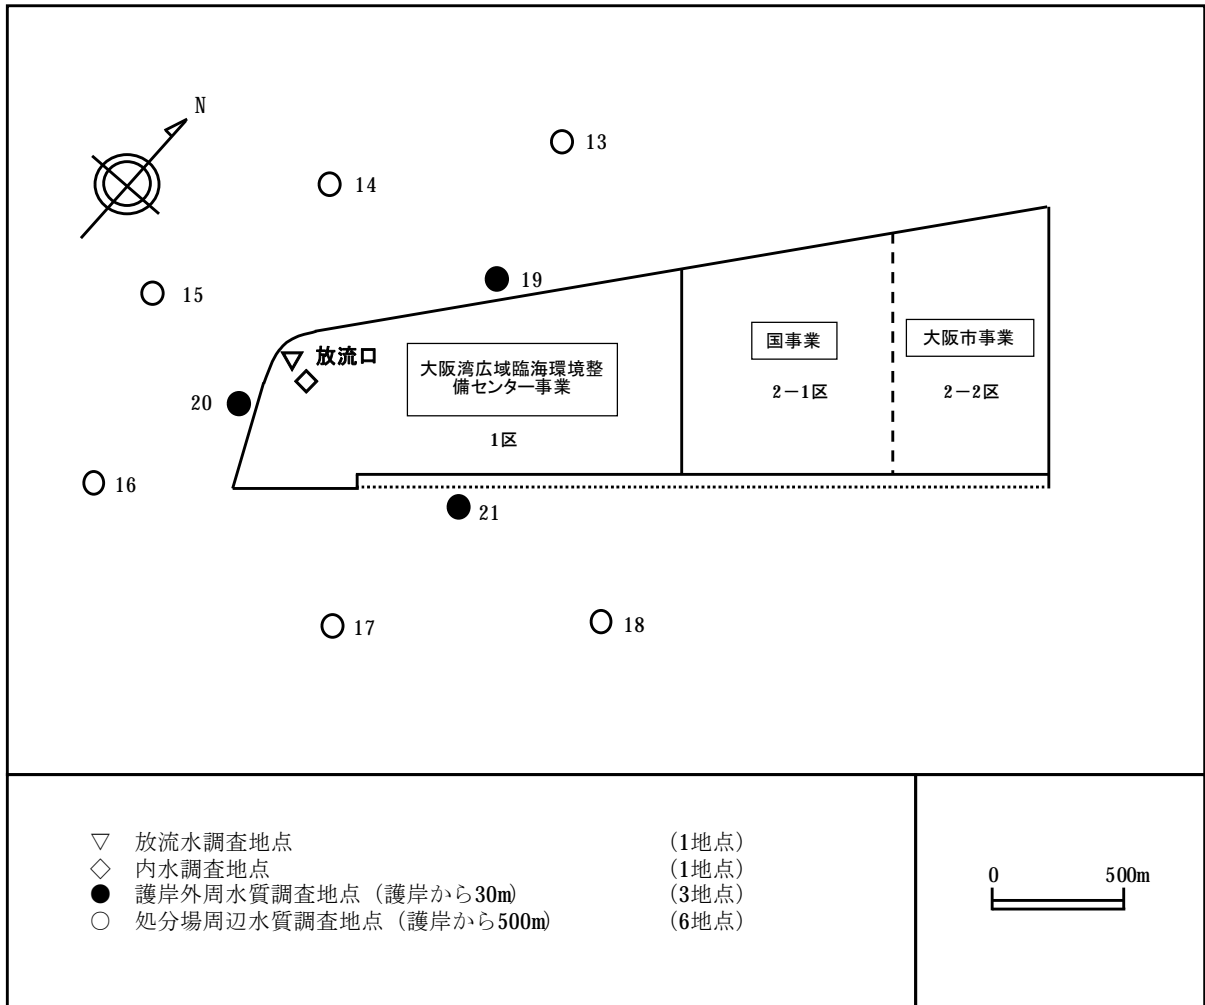 N
13
14
15
19
放流口
20
大阪湾広域臨海環境整
備センター事業
1区
国事業
2－1区
大阪市事業
2－2区
16
21
17
18
▽ 放流水調査地点 (1地点)
◇ 内水調査地点 (1地点)
● 護岸外周水質調査地点（護岸から30m) (3地点)
○ 処分場周辺水質調査地点（護岸から500m) (6地点)
0 500m